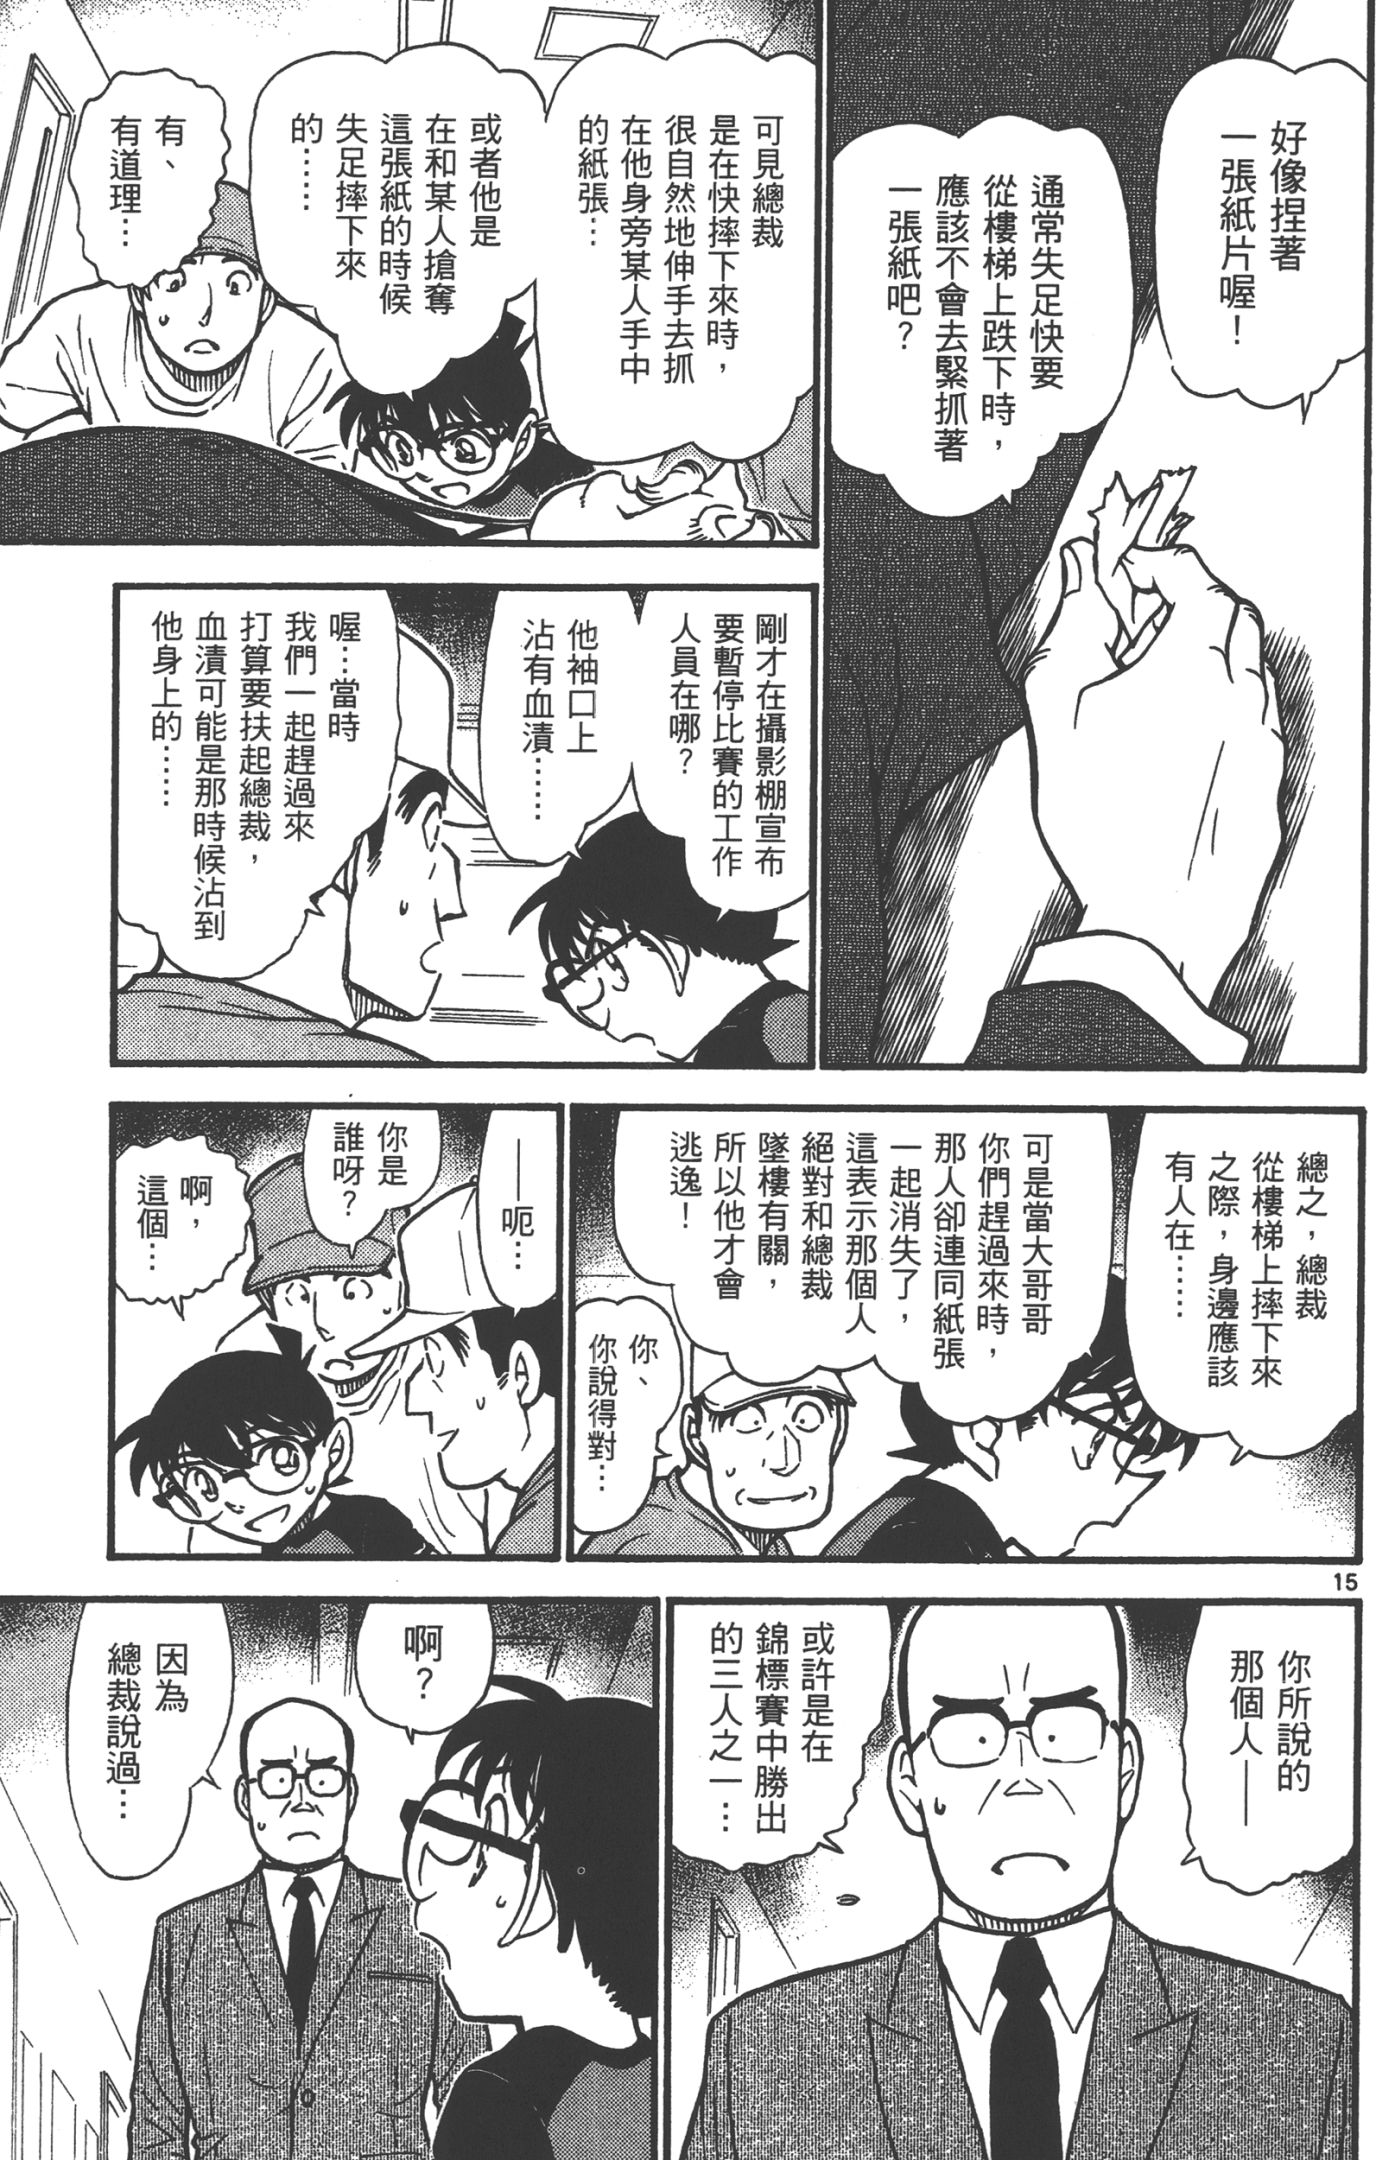 好像捏著
一張紙片喔！
通常失足快要
從樓梯上跌下時，
應該不會去緊抓著
一張紙吧？
可見總裁
是在快摔下來時，
很自然地伸手去抓
在他身旁某人手中
的紙張…
或者他是
在和某人搶奪
這張紙的時候
失足摔下來
的……
有、
有道理…
剛才在攝影棚宣布
要暫停比賽的工作
人員在哪？
他袖口上
沾有血漬……
喔…當時
我們一起趕過來
打算要扶起總裁，
血漬可能是那時候沾到
他身上的……
總之，總裁
從樓梯上摔下來
之際，身邊應該
有人在……
可是當大哥哥
你們趕過來時，
那人卻連同紙張
一起消失了，
這表示那個人
絕對和總裁
墜樓有關，
所以他才會
逃逸！
你、
你說得對…
——呃…
你是
誰呀？
啊，
這個…
15
你所說的
那個人——
或許是在
錦標賽中勝出
的三人之一…
啊？
因為
總裁說過…